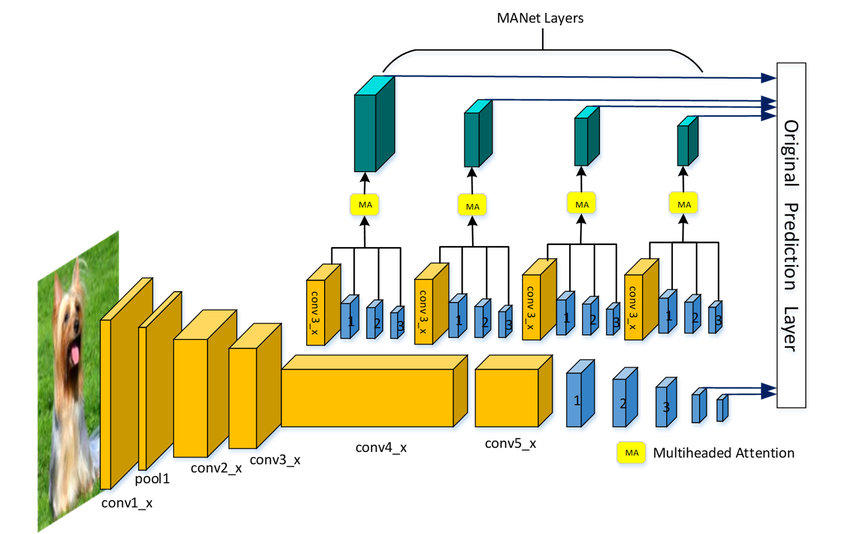 MANet Layers
MA
MA
MA
MA
conv 3_x
1
2
3
conv 3_x
1
2
3
conv 3_x
1
2
3
conv 3_x
1
2
3
Original Prediction Layer
conv1_x
pool1
conv2_x
conv3_x
conv4_x
conv5_x
1
2
3
MA
Multiheaded Attention